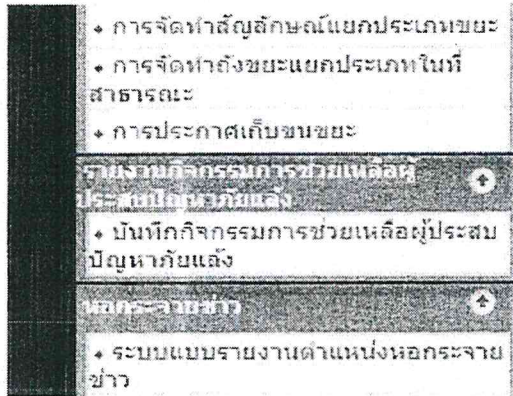 • การจัดทำสัญลักษณ์แยกประเภทขยะ
• การจัดทำถังขยะแยกประเภทในที่
สาธารณะ
• การประกาศเก็บขนขยะ
รายงานกิจกรรมการช่วยเหลือผู้
ประสบปัญหาภัยแล้ง
• บันทึกกิจกรรมการช่วยเหลือผู้ประสบ
ปัญหาภัยแล้ง
หอกระจายข่าว
• ระบบแบบรายงานตำแหน่งหอกระจาย
ข่าว